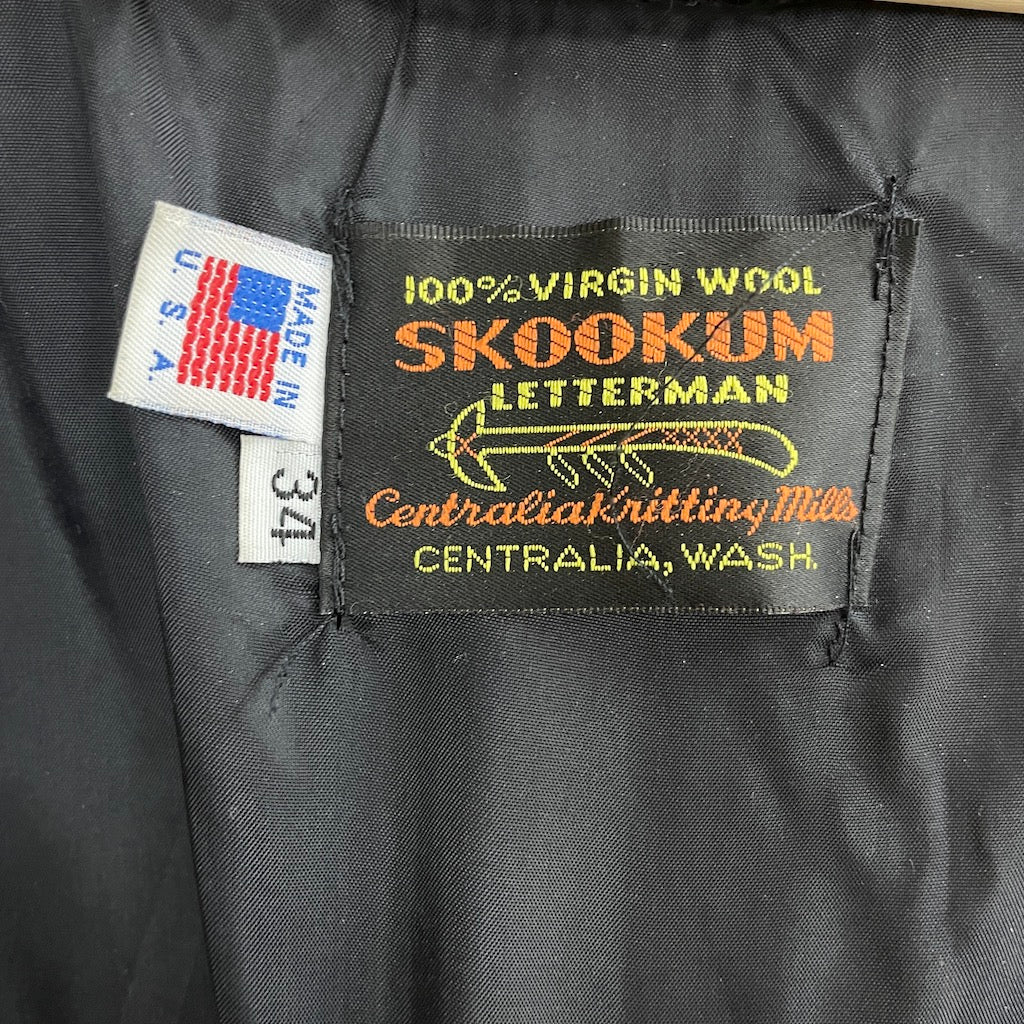 100% VIRGIN WOOL
SKOOKUM
LETTERMAN
Centralia Knitting Mills
CENTRALIA, WASH.
MADE IN
U. S. A.
34